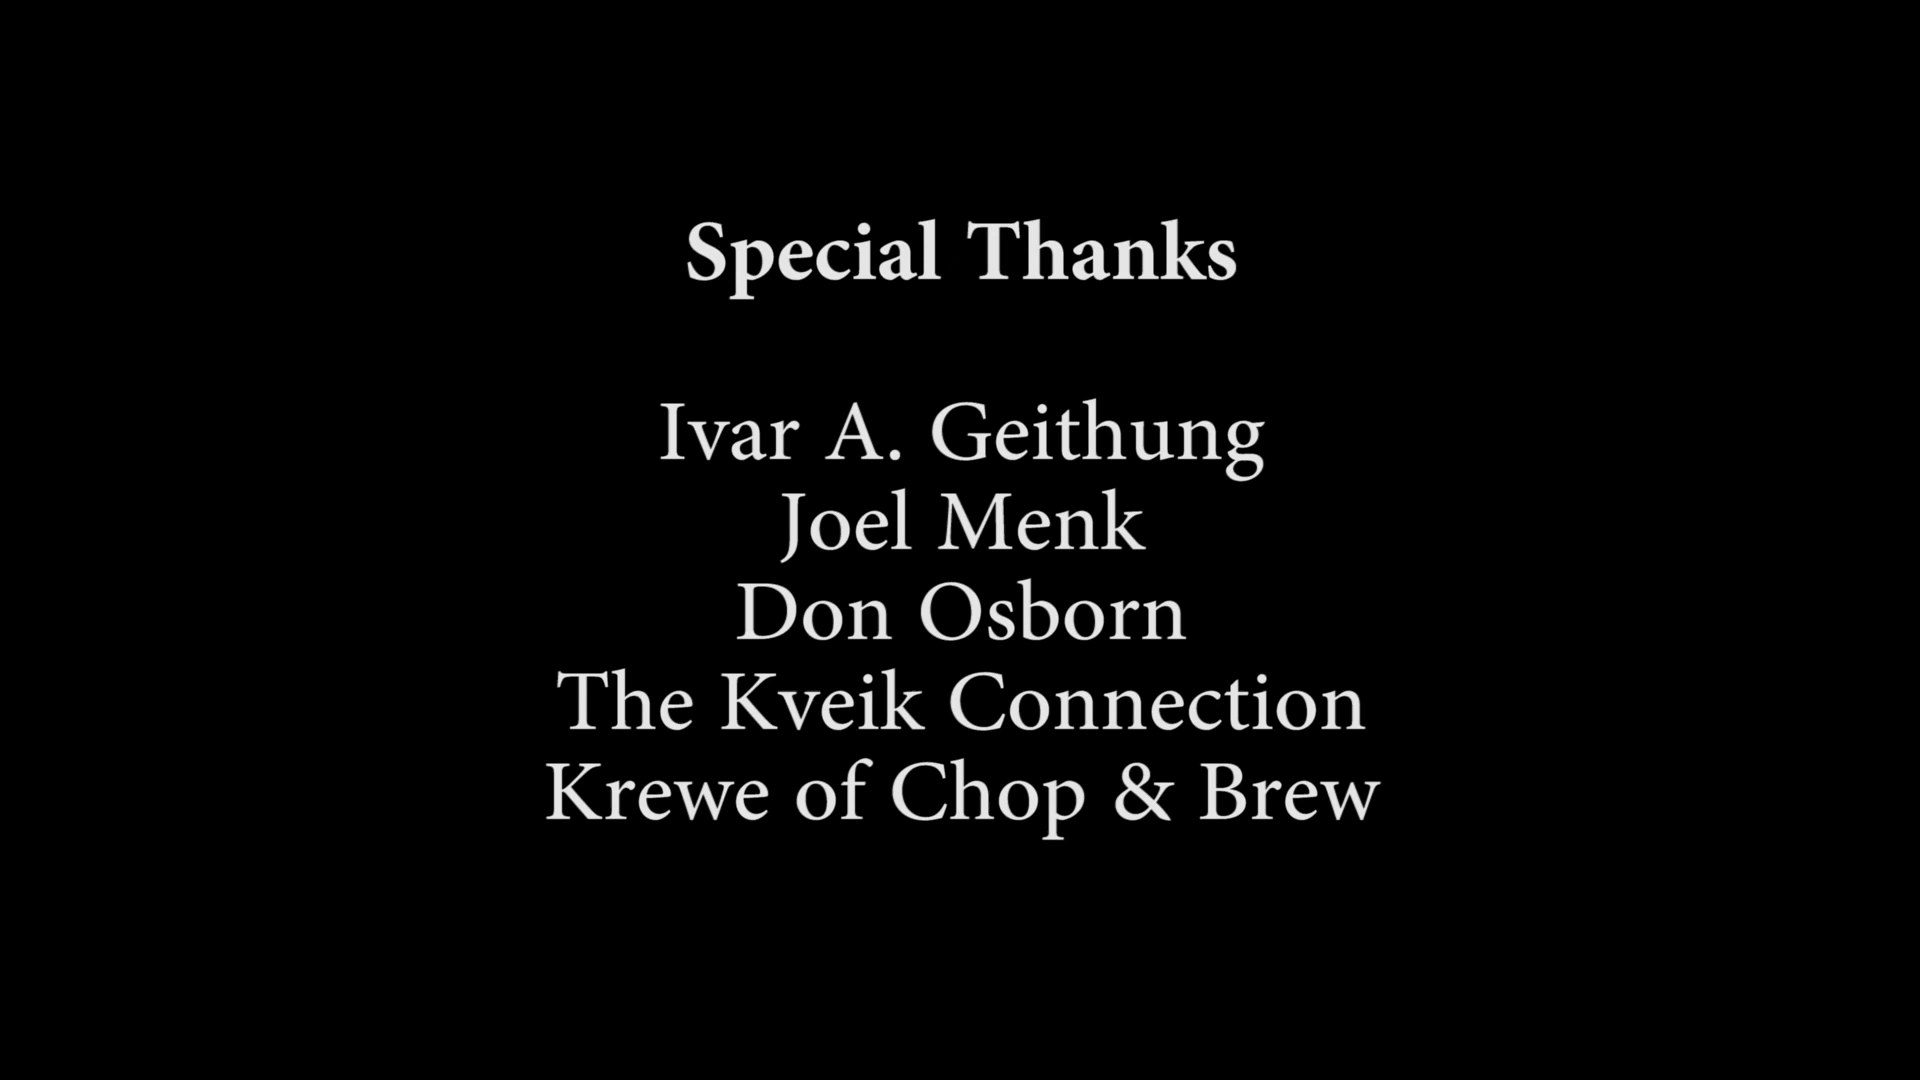 Special Thanks
Ivar A. Geithung
Joel Menk
Don Osborn
The Kveik Connection
Krewe of Chop & Brew